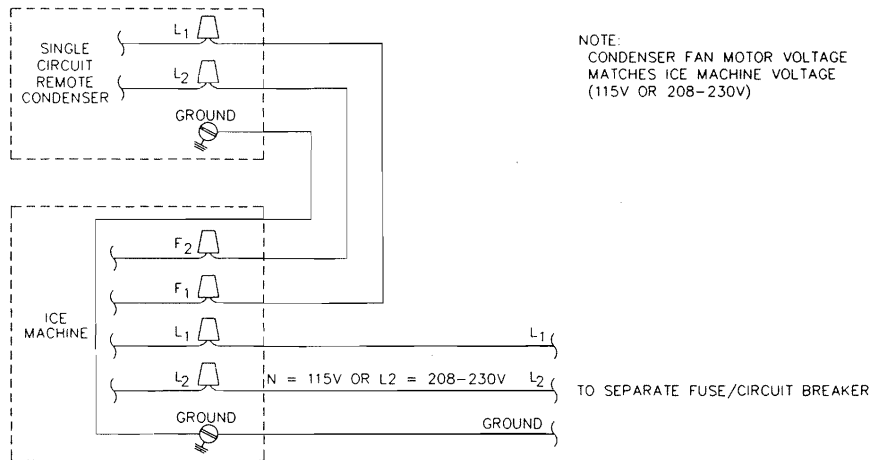 L1
SINGLE
CIRCUIT
REMOTE
CONDENSER
L2
GROUND
NOTE:
CONDENSER FAN MOTOR VOLTAGE
MATCHES ICE MACHINE VOLTAGE
(115V OR 208-230V)
F2
F1
ICE
MACHINE
L1
L1
L2
N = 115V OR L2 = 208-230V
L2
TO SEPARATE FUSE/CIRCUIT BREAKER
GROUND
GROUND